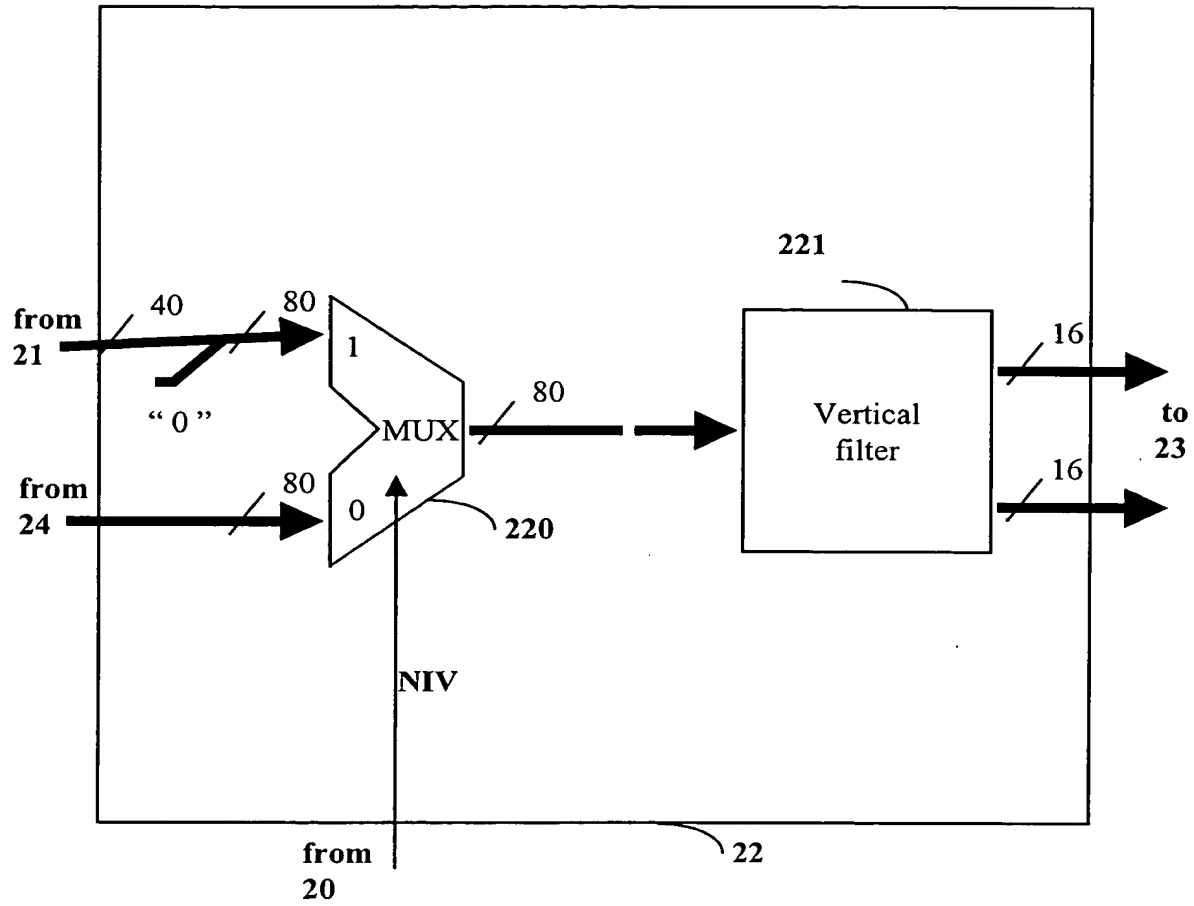 221
from
21
40
80
1
16
“ 0 ”
MUX
80
Vertical
filter
to
23
from
24
80
0
220
16
NIV
from
20
22